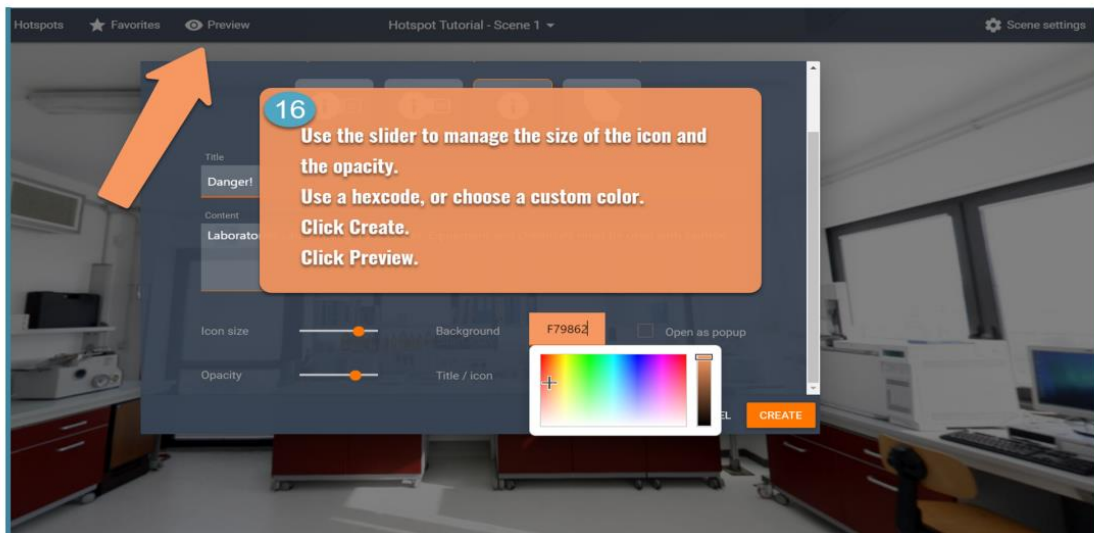 Hotspots Favorites Preview Hotspot Tutorial - Scene 1 Scene settings
16
Use the slider to manage the size of the icon and
the opacity.
Use a hexcode, or choose a custom color.
Click Create.
Click Preview.
Title
Danger!
Content
Laborato
Icon size Background F79862 Open as popup
Opacity Title / icon
EL CREATE